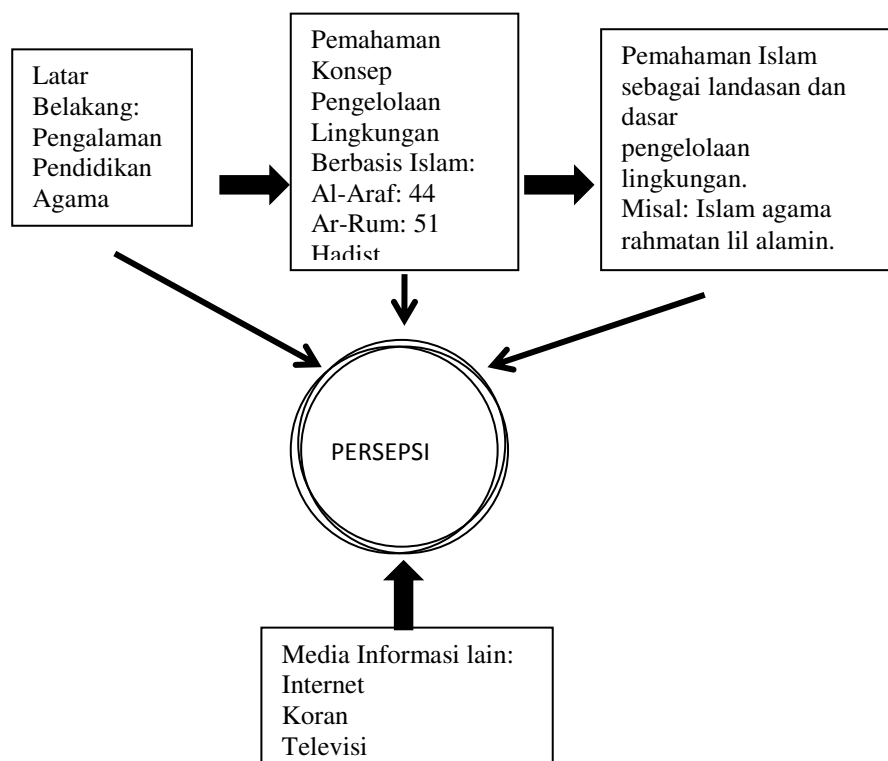 Latar
Belakang:
Pengalaman
Pendidikan
Agama
Pemahaman
Konsep
Pengelolaan
Lingkungan
Berbasis Islam:
Al-Araf: 44
Ar-Rum: 51
Hadist
Pemahaman Islam
sebagai landasan dan
dasar
pengelolaan
lingkungan.
Misal: Islam agama
rahmatan lil alamin.
PERSEPSI
Media Informasi lain:
Internet
Koran
Televisi